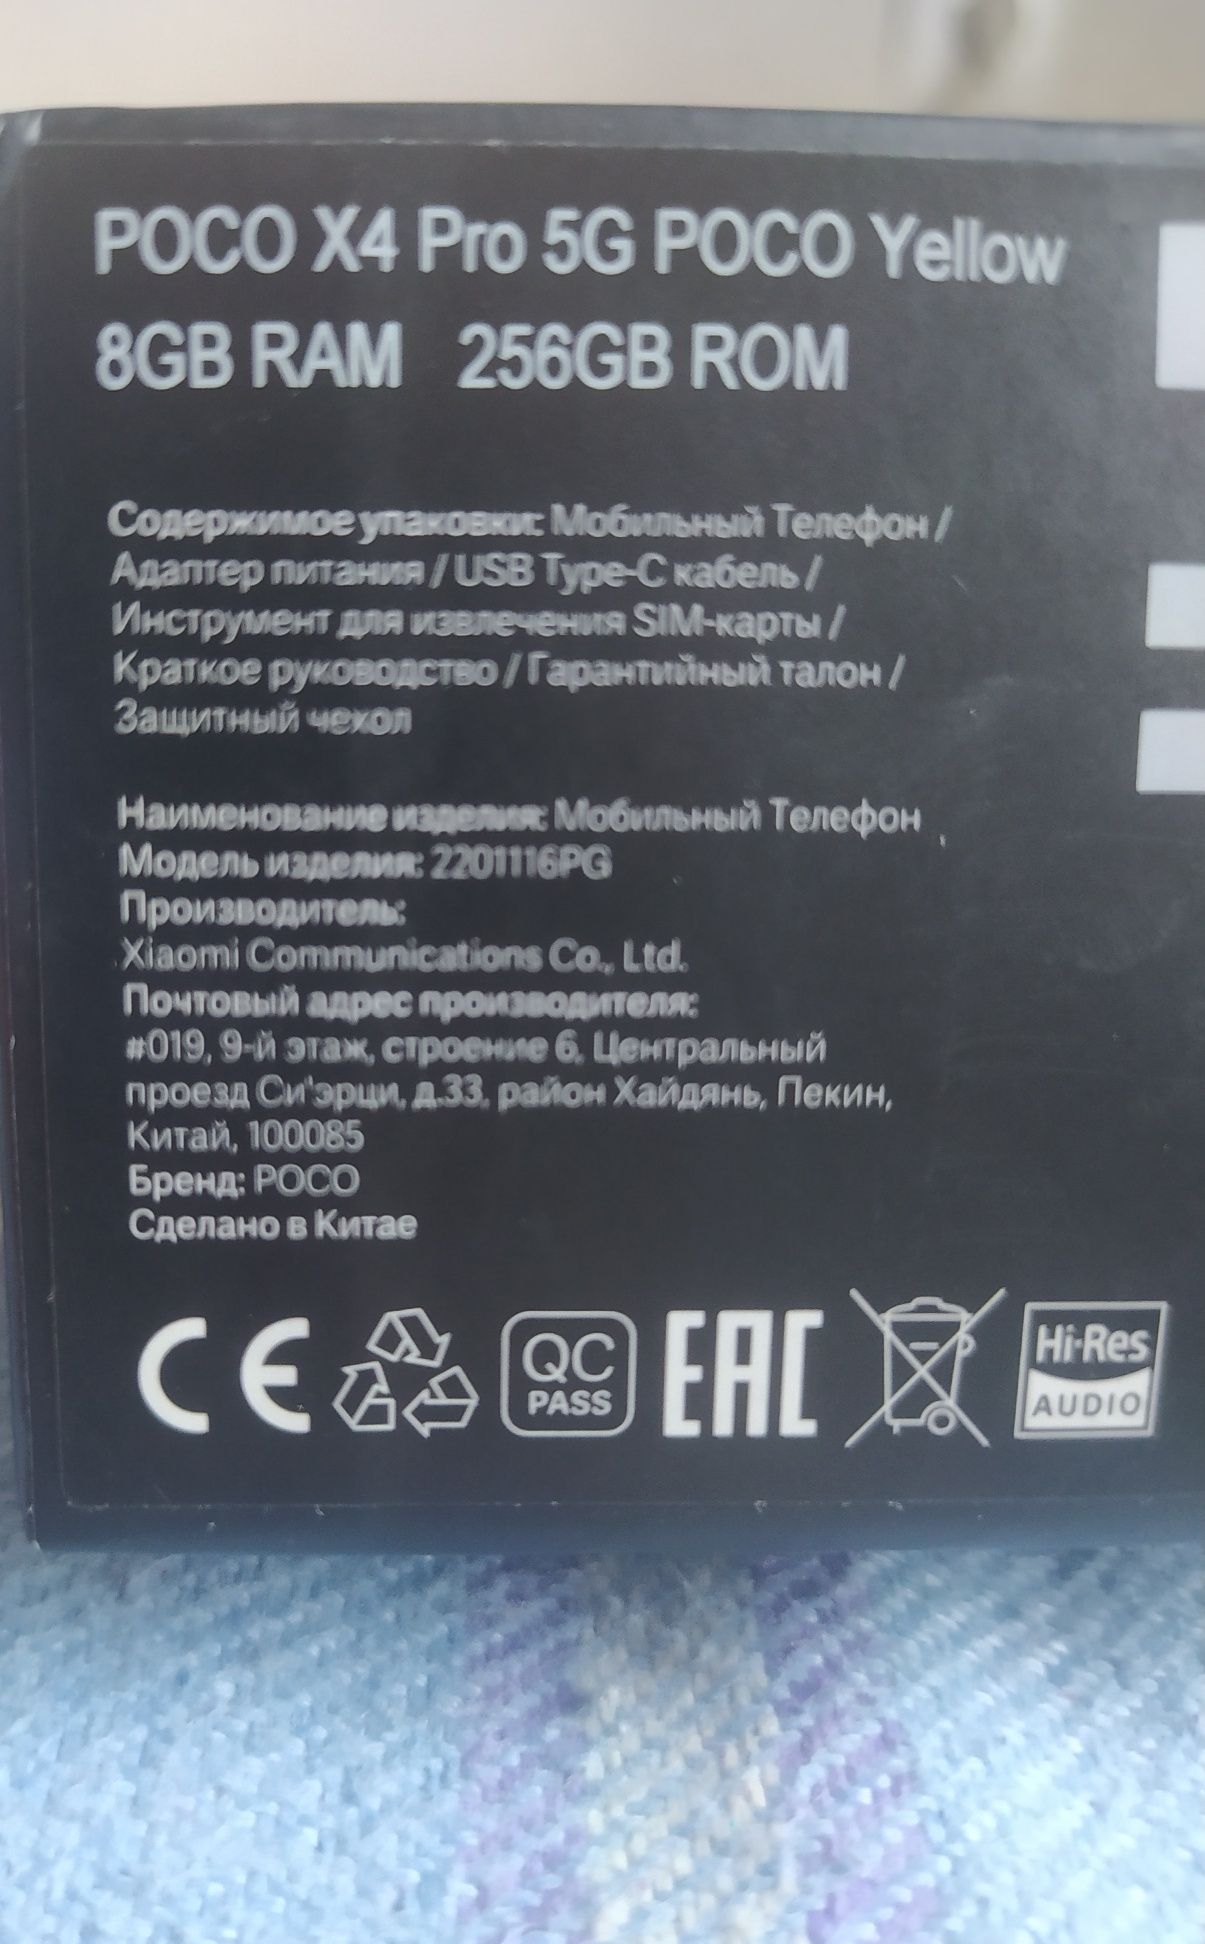 POCO X4 Pro 5G POCO Yellow
8GB RAM 256GB ROM
Содержимое упаковки: Мобильный Телефон /
Адаптер питания / USB Type-C кабель /
Инструмент для извлечения SIM-карты /
Краткое руководство / Гарантийный талон /
Защитный чехол
Наименование изделия: Мобильный Телефон
Модель изделия: 2201116PG
Производитель:
Xiaomi Communications Co., Ltd.
Почтовый адрес производителя:
#019, 9-й этаж, строение 6, Центральный
проезд Си'эрци, д.33, район Хайдянь, Пекин,
Китай, 100085
Бренд: POCO
Сделано в Китае
CE QC PASS EAC Hi-Res AUDIO